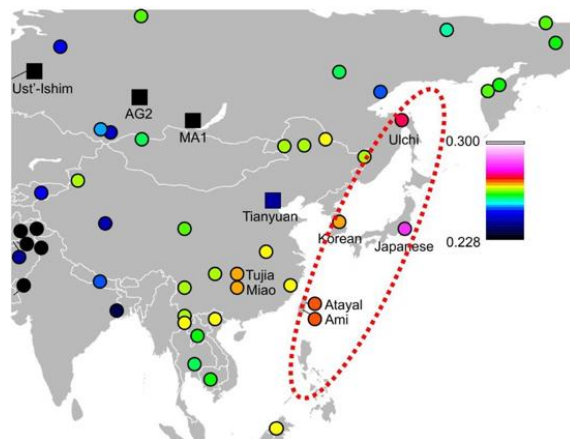 Ust'-Ishim
AG2
MA1
Ulchi
0.300
Tianyuan
Korean
Japanese
0.228
Tujia
Miao
Atayal
Ami